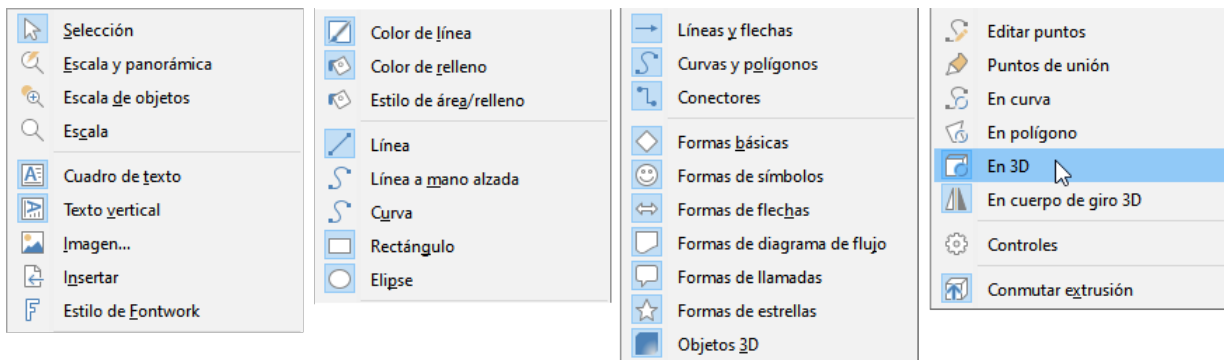 Selección
Escala y panorámica
Escala de objetos
Escala
Cuadro de texto
Texto vertical
Imagen...
Insertar
Estilo de Fontwork
Color de línea
Color de relleno
Estilo de área/relleno
Línea
Línea a mano alzada
Curva
Rectángulo
Elipse
Líneas y flechas
Curvas y polígonos
Conectores
Formas básicas
Formas de símbolos
Formas de flechas
Formas de diagrama de flujo
Formas de llamadas
Formas de estrellas
Objetos 3D
Editar puntos
Puntos de unión
En curva
En polígono
En 3D
En cuerpo de giro 3D
Controles
Conmutar extrusión